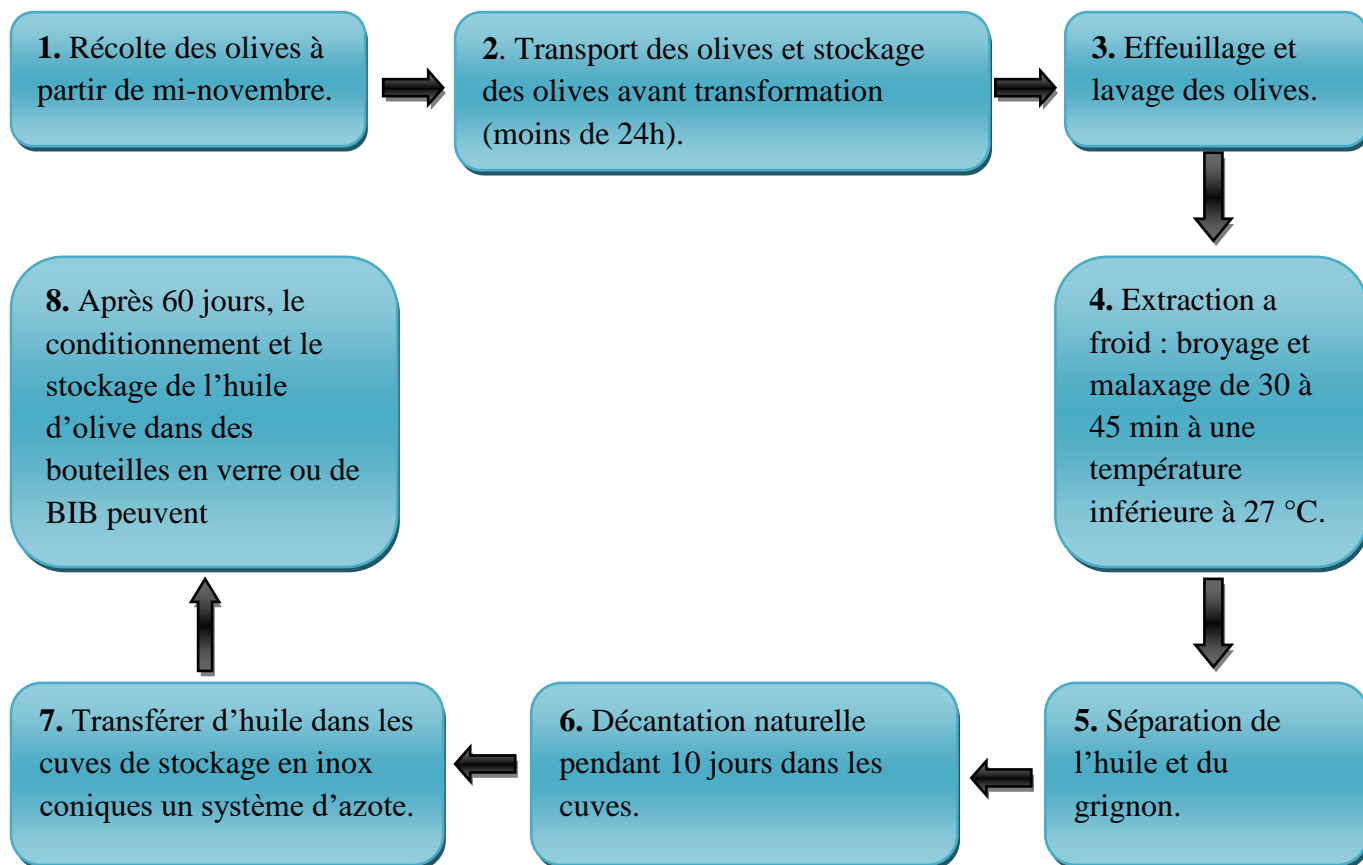 1. Récolte des olives à
partir de mi-novembre.
2. Transport des olives et stockage
des olives avant transformation
(moins de 24h).
3. Effeuillage et
lavage des olives.
4. Extraction a
froid : broyage et
malaxage de 30 à
45 min à une
température
inférieure à 27 °C.
5. Séparation de
l’huile et du
grignon.
6. Décantation naturelle
pendant 10 jours dans les
cuves.
7. Transférer d’huile dans les
cuves de stockage en inox
coniques un système d’azote.
8. Après 60 jours, le
conditionnement et le
stockage de l’huile
d’olive dans des
bouteilles en verre ou de
BIB peuvent